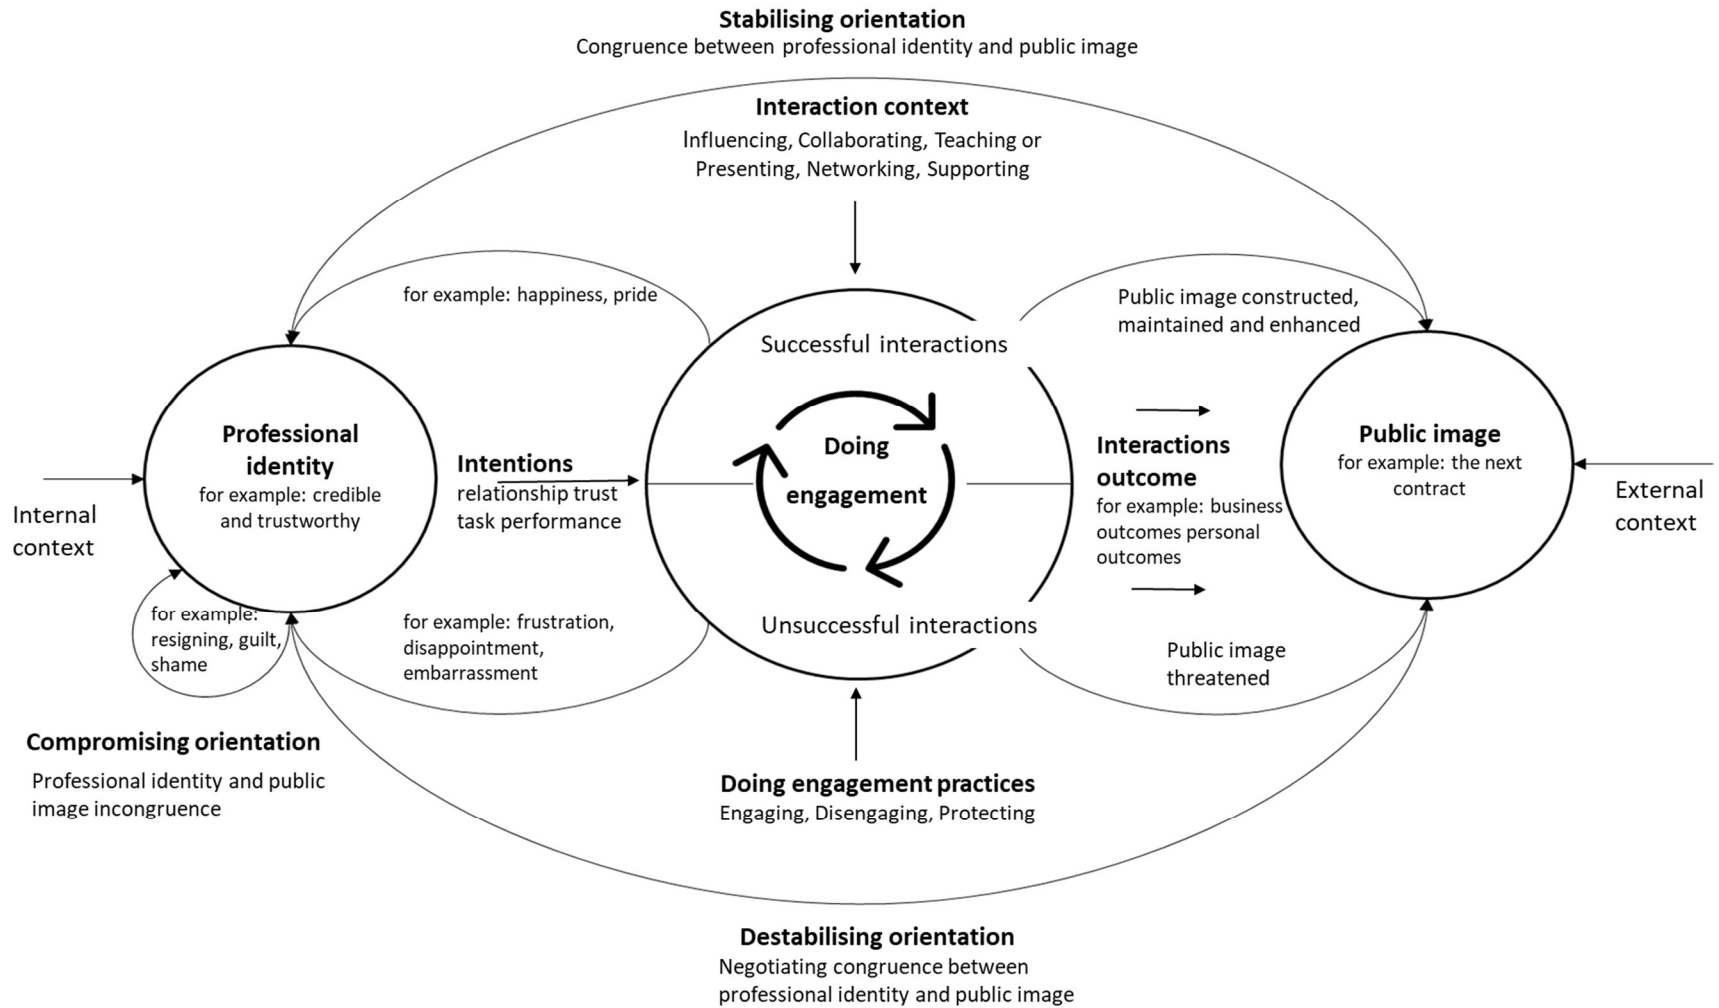 Stabilising orientation
Congruence between professional identity and public image
Interaction context
Influencing, Collaborating, Teaching or
Presenting, Networking, Supporting
for example: happiness, pride
Public image constructed,
maintained and enhanced
Successful interactions
Professional
identity
for example: credible
and trustworthy
Internal
context
Intentions
relationship trust
task performance
Doing
engagement
Interactions
outcome
for example: business
outcomes personal
outcomes
Public image
for example: the next
contract
External
context
for example:
resigning, guilt,
shame
for example: frustration,
disappointment,
embarrassment
Unsuccessful interactions
Public image
threatened
Compromising orientation
Professional identity and public
image incongruence
Doing engagement practices
Engaging, Disengaging, Protecting
Destabilising orientation
Negotiating congruence between
professional identity and public image